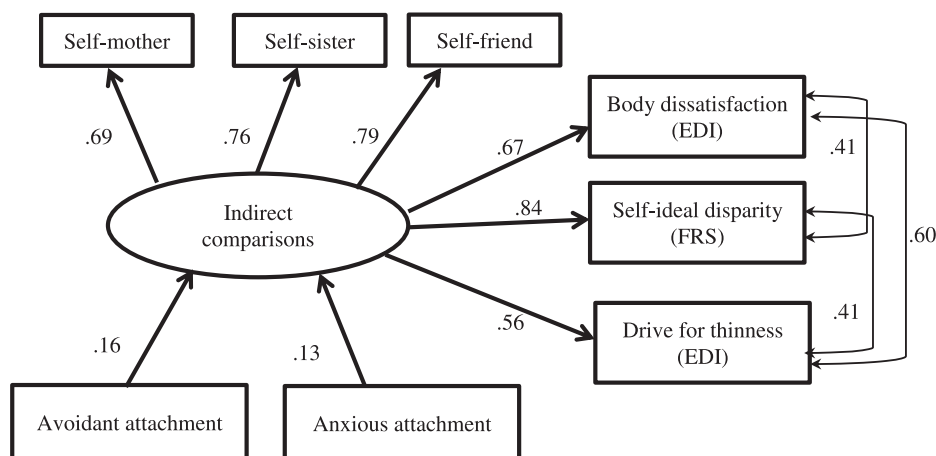 Self-mother
Self-sister
Self-friend
.69
.76
.79
Body dissatisfaction
(EDI)
.67
.41
Indirect
comparisons
.84
Self-ideal disparity
(FRS)
.60
.56
.41
Drive for thinness
(EDI)
.16
.13
Avoidant attachment
Anxious attachment